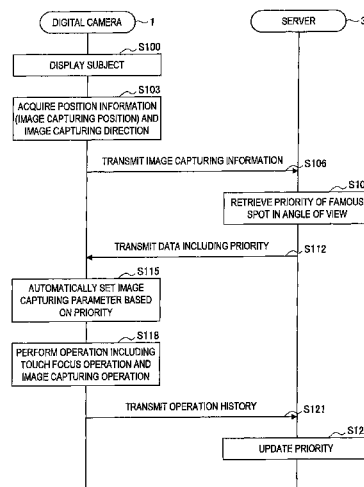 DIGITAL CAMERA
1
SERVER
3
S100
DISPLAY SUBJECT
S103
ACQUIRE POSITION INFORMATION
(IMAGE CAPTURING POSITION) AND
IMAGE CAPTURING DIRECTION
TRANSMIT IMAGE CAPTURING INFORMATION
S106
S10
RETRIEVE PRIORITY OF FAMOUS
SPOT IN ANGLE OF VIEW
TRANSMIT DATA INCLUDING PRIORITY
S112
S115
AUTOMATICALLY SET IMAGE
CAPTURING PARAMETER BASED
ON PRIORITY
S118
PERFORM OPERATION INCLUDING
TOUCH FOCUS OPERATION AND
IMAGE CAPTURING OPERATION
TRANSMIT OPERATION HISTORY
S121
S12
UPDATE PRIORITY